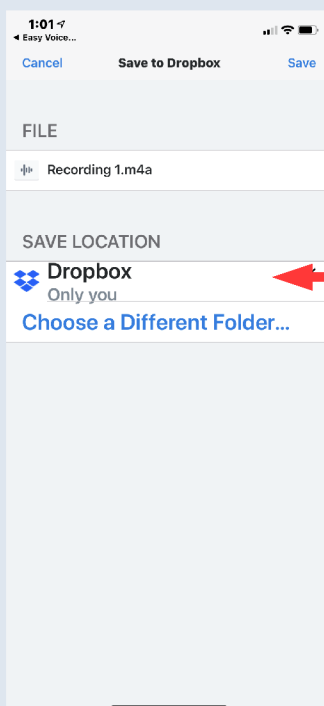 1:01
Easy Voice...
Cancel Save to Dropbox Save
FILE
Recording 1.m4a
SAVE LOCATION
Dropbox
Only you
Choose a Different Folder...